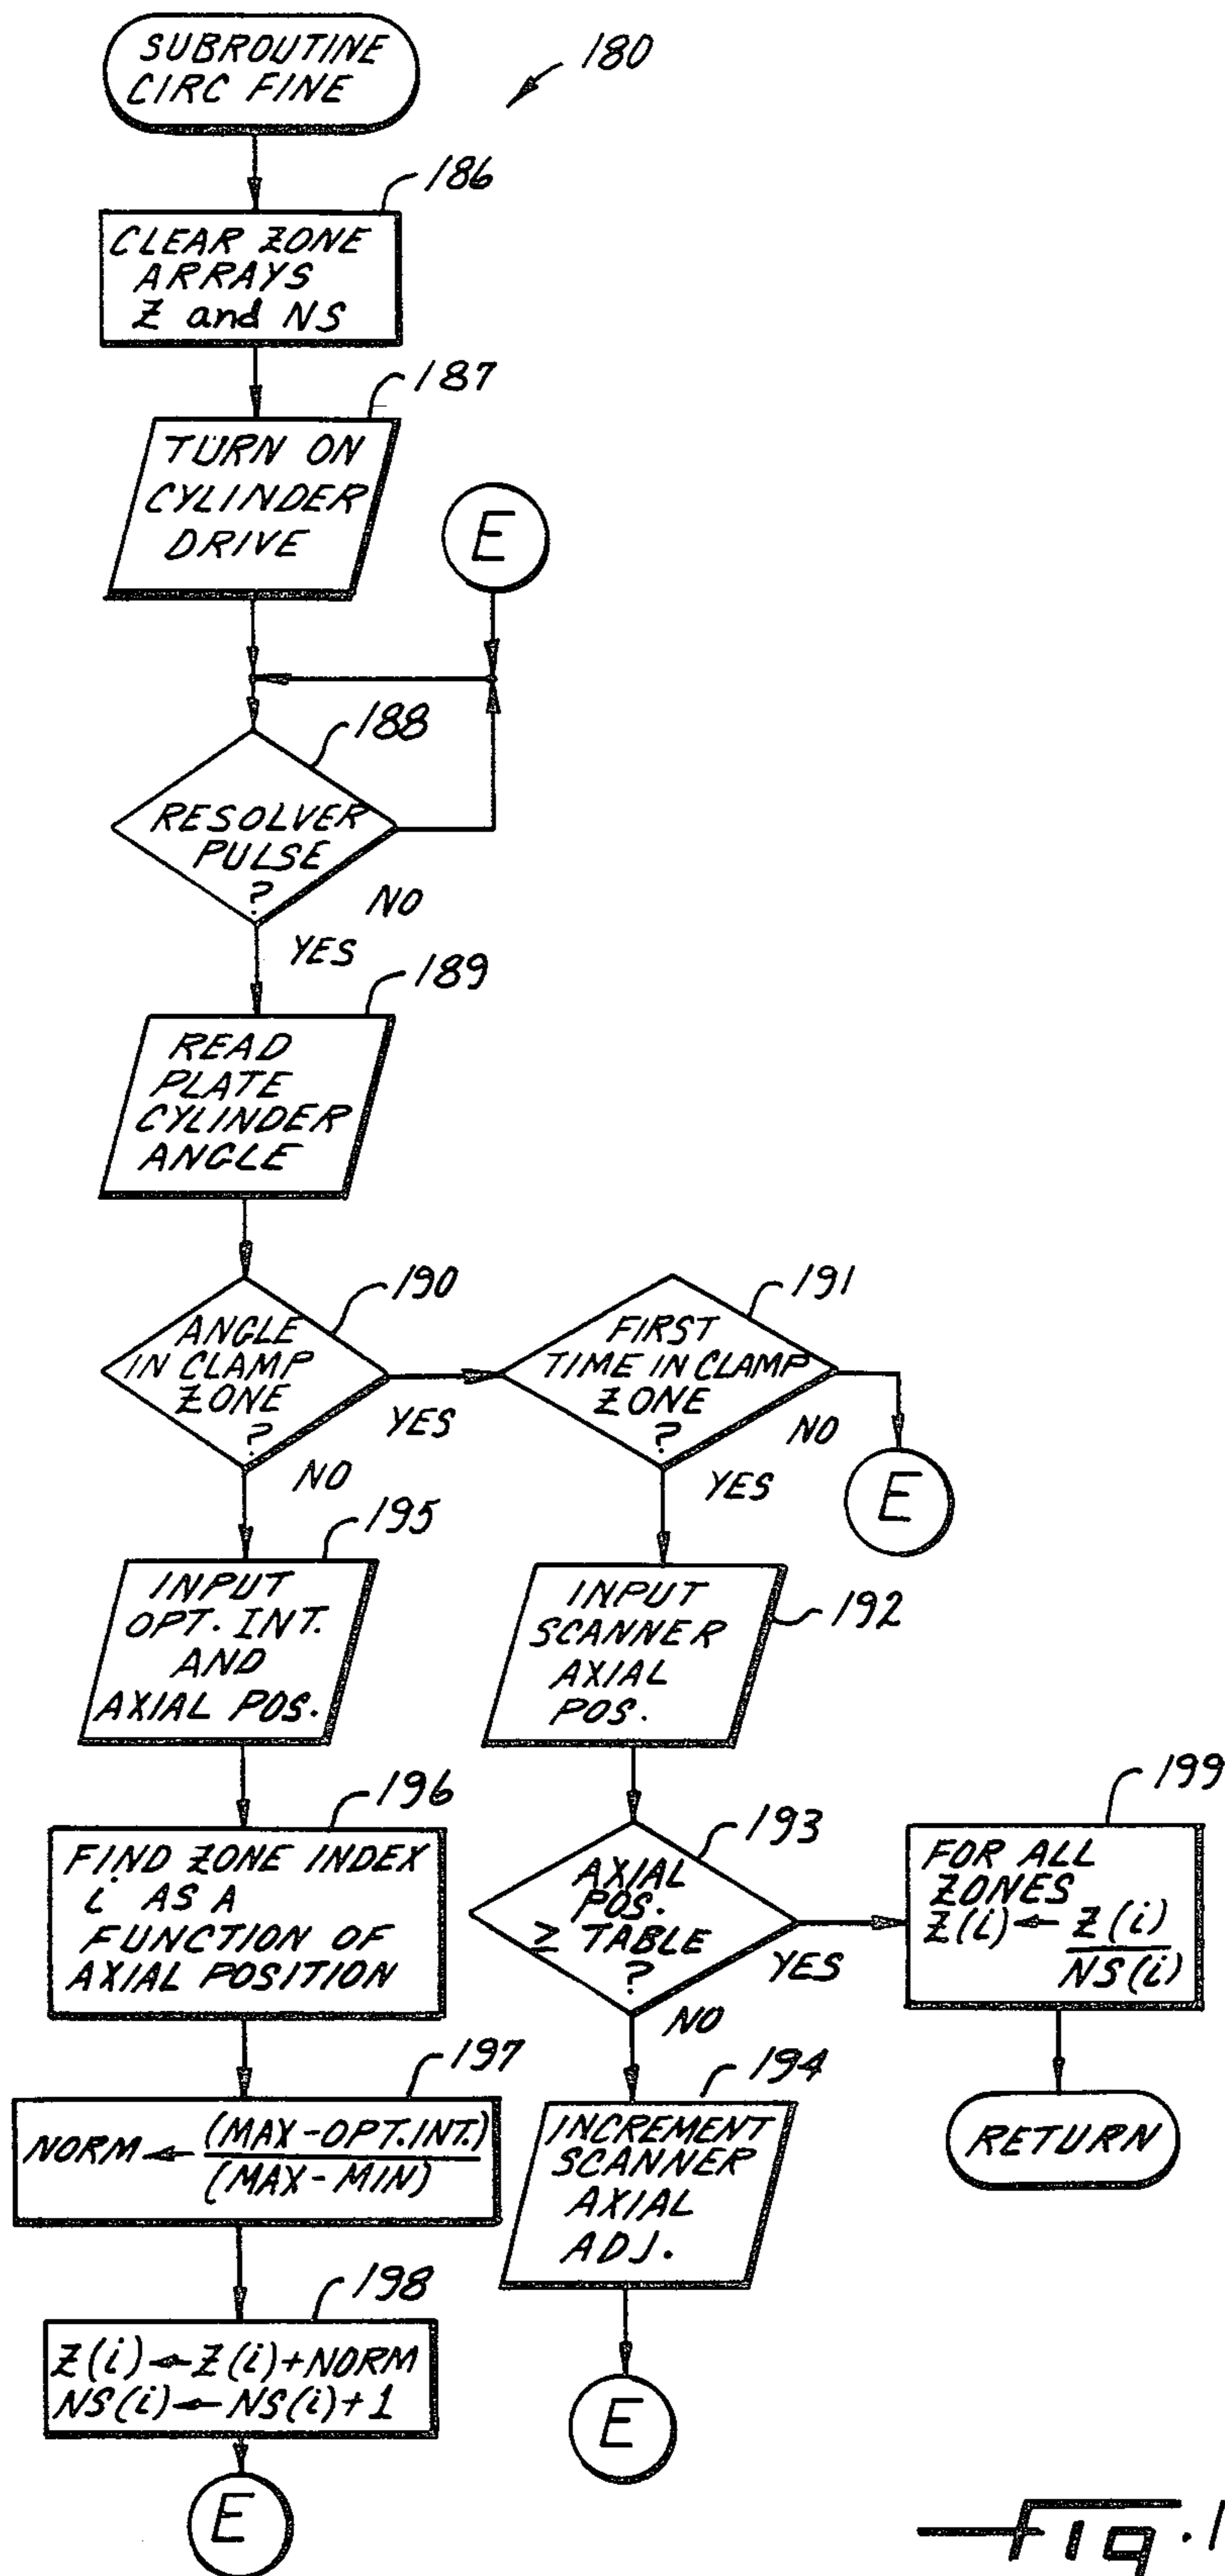 SUBROUTINE
CIRC FINE
180
186
CLEAR ZONE
ARRAYS
Z and NS
187
TURN ON
CYLINDER
DRIVE
E
188
RESOLVER
PULSE
?
NO
YES
189
READ
PLATE
CYLINDER
ANGLE
190
ANGLE
IN CLAMP
ZONE
?
YES
NO
191
FIRST
TIME IN CLAMP
ZONE
?
NO
YES
E
195
INPUT
OPT. INT.
AND
AXIAL POS.
192
INPUT
SCANNER
AXIAL
POS.
196
FIND ZONE INDEX
i AS A
FUNCTION OF
AXIAL POSITION
193
AXIAL
POS.
≥ TABLE
?
YES
NO
199
FOR ALL
ZONES
Z(i) ← Z(i)
NS(i)
197
NORM ← (MAX-OPT.INT.)
(MAX-MIN)
194
INCREMENT
SCANNER
AXIAL
ADJ.
RETURN
198
Z(i) ← Z(i)+NORM
NS(i) ← NS(i)+1
E
E
Fig.1